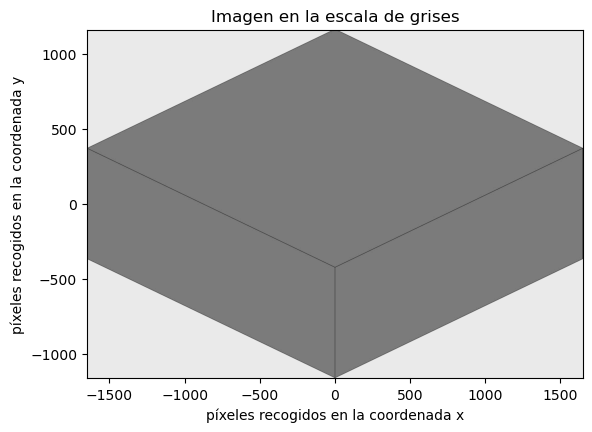 Imagen en la escala de grises
píxeles recogidos en la coordenada y
1000
500
0
−500
−1000
−1500 −1000 −500 0 500 1000 1500
píxeles recogidos en la coordenada x